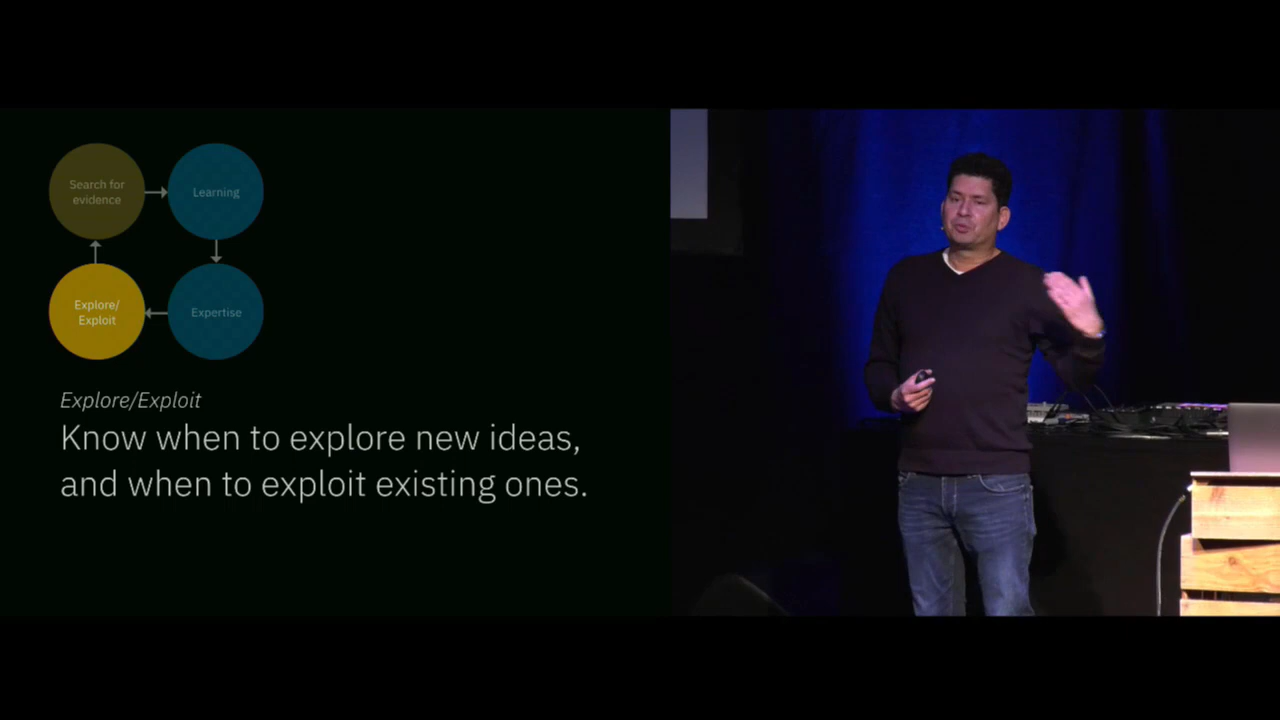 Search for
evidence
Learning
Explore/
Exploit
Expertise
Explore/Exploit
Know when to explore new ideas,
and when to exploit existing ones.